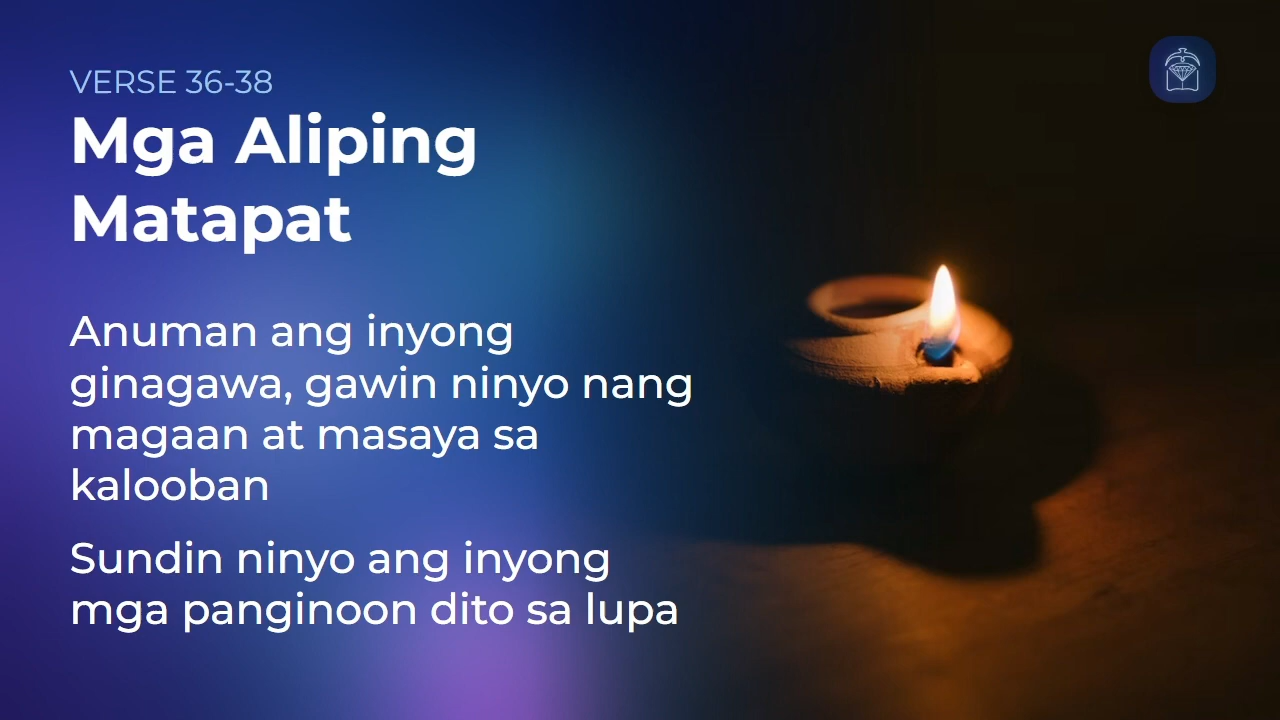 VERSE 36-38
Mga Aliping
Matapat
Anuman ang inyong
ginagawa, gawin ninyo nang
magaan at masaya sa
kalooban
Sundin ninyo ang inyong
mga panginoon dito sa lupa